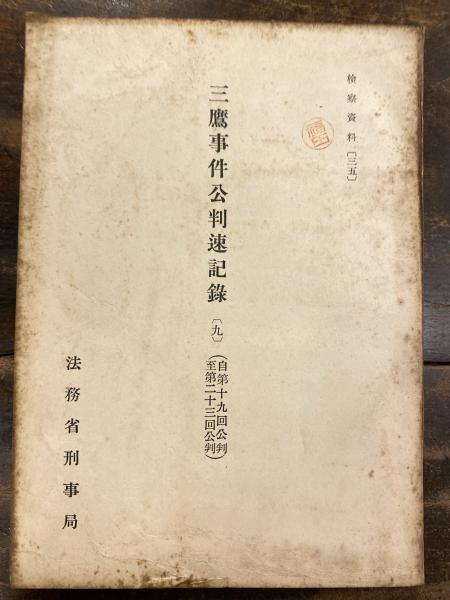 検察資料〔三五〕
三鷹事件公判速記錄〔九〕
(自第十九回公判
至第二十三回公判)
法務省刑事局